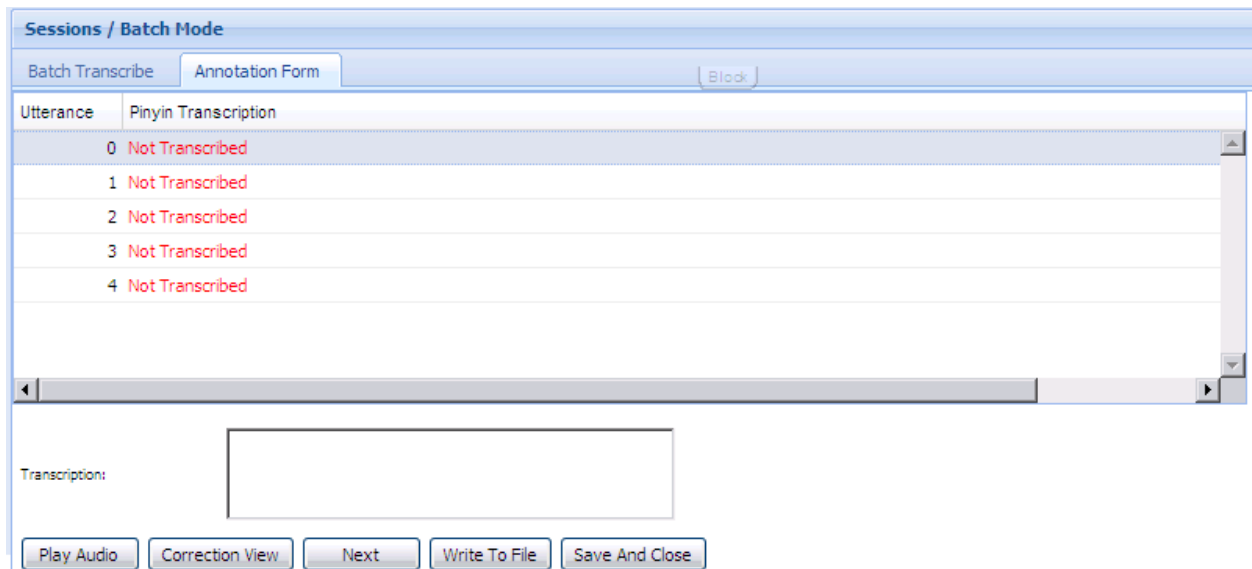 Sessions / Batch Mode
Batch Transcribe Annotation Form Block
Utterance Pinyin Transcription
0 Not Transcribed
1 Not Transcribed
2 Not Transcribed
3 Not Transcribed
4 Not Transcribed
Transcription:
Play Audio Correction View Next Write To File Save And Close